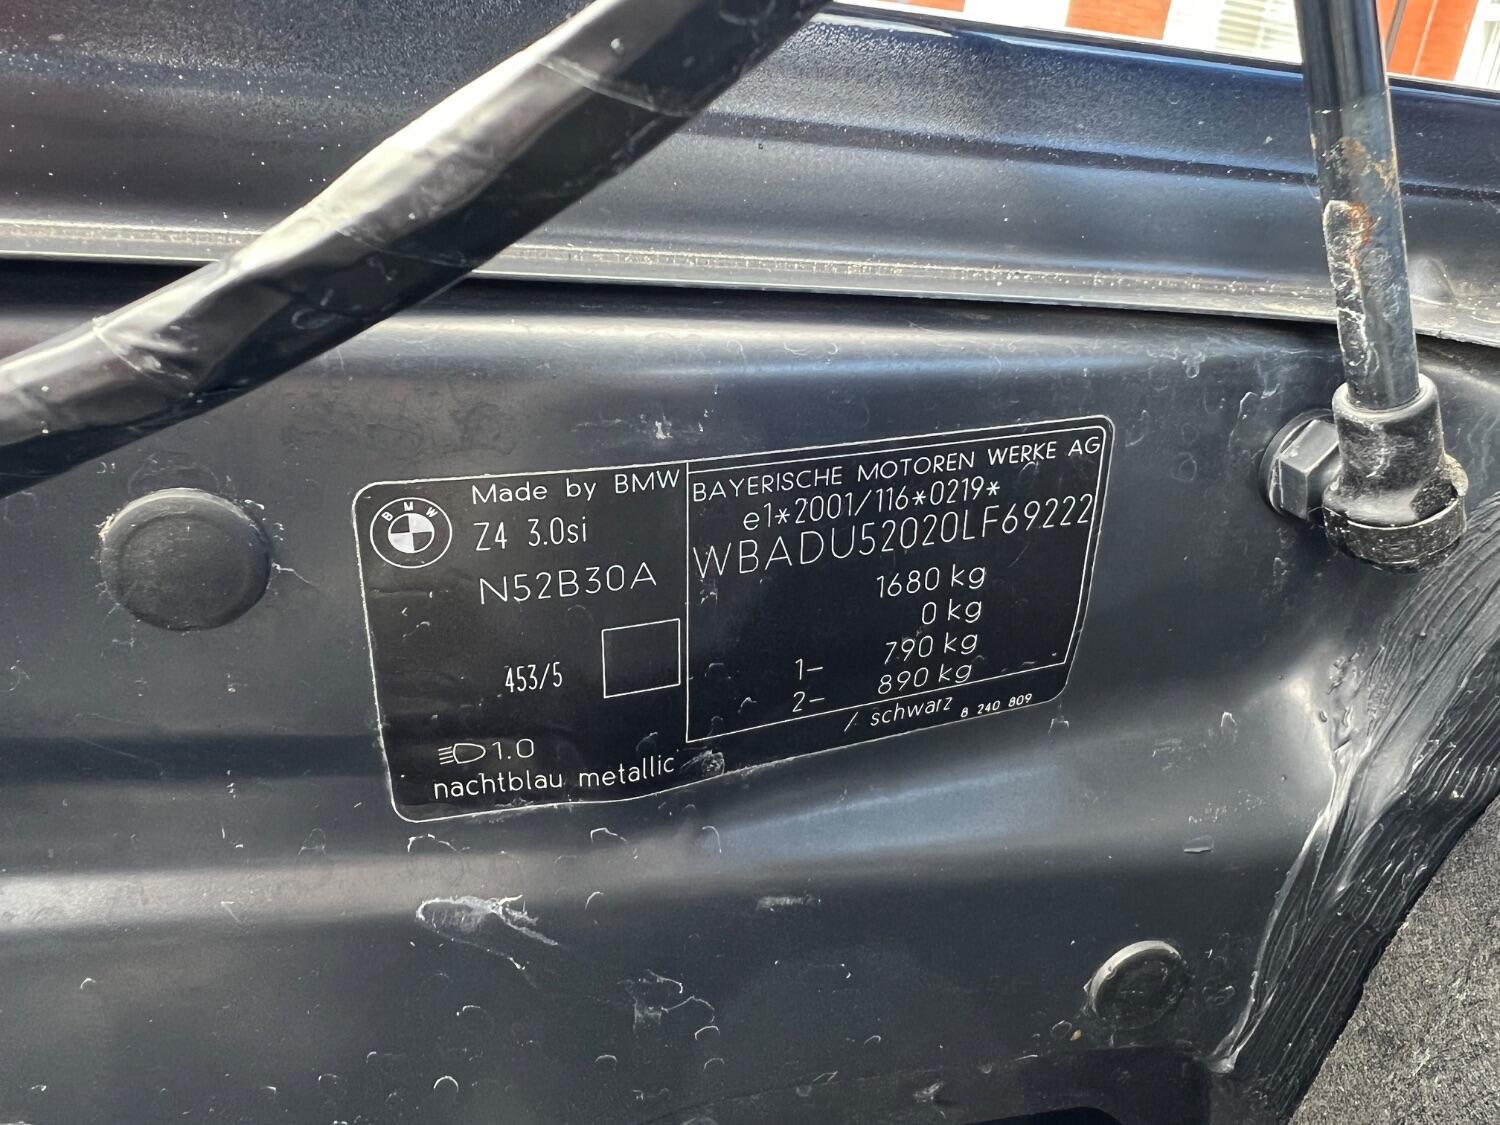 BMW
Made by BMW
Z4 3.0si
N52B30A
453/5
1.0
nachtblau metallic
BAYERISCHE MOTOREN WERKE AG
e1*2001/116*0219*
WBADU52020LF69222
1680 kg
0 kg
1- 790 kg
2- 890 kg
/ schwarz 8 240 809